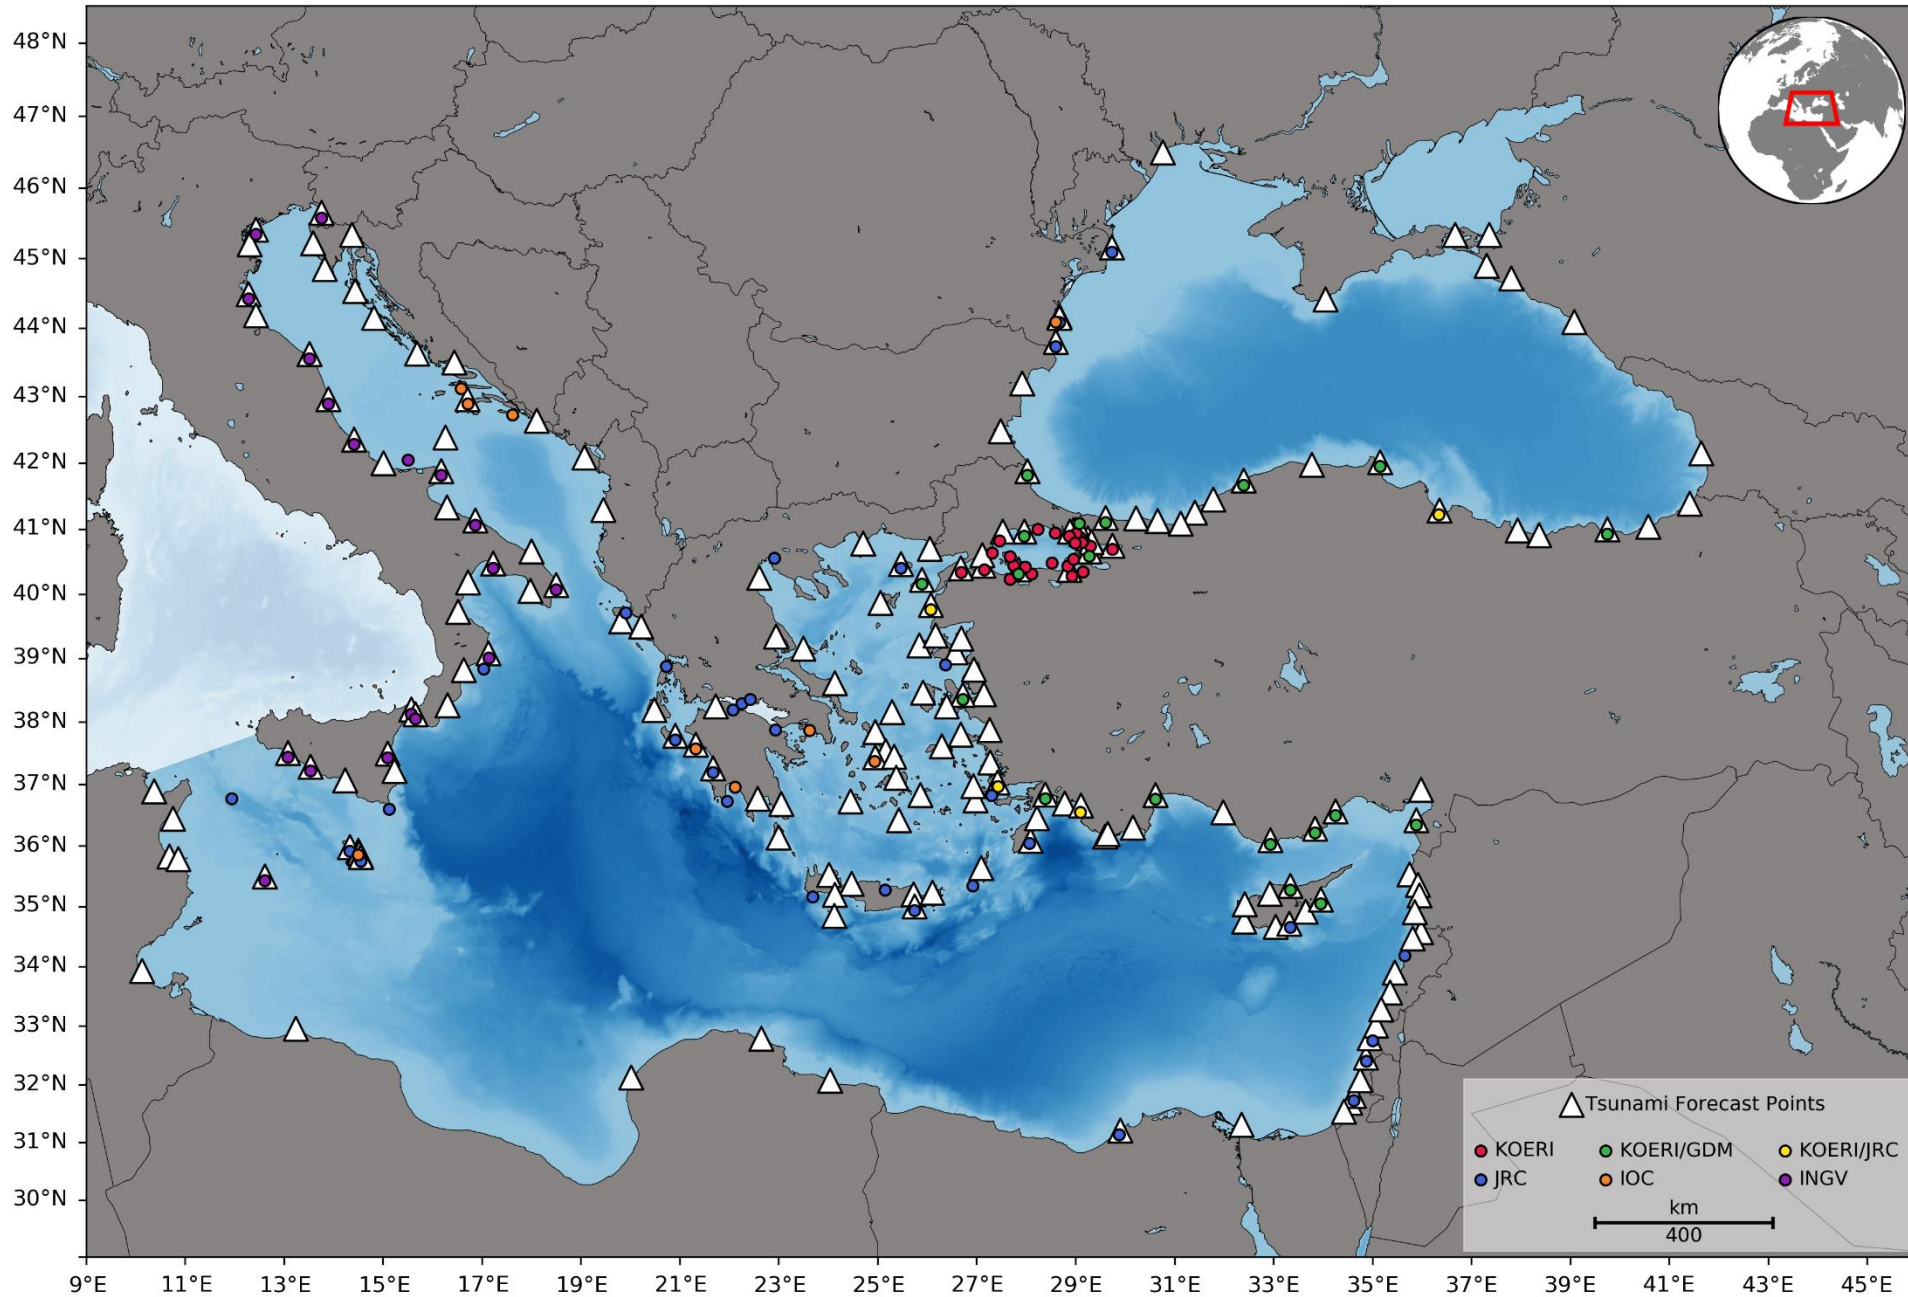 48°N
47°N
46°N
45°N
44°N
43°N
42°N
41°N
40°N
39°N
38°N
37°N
36°N
35°N
34°N
33°N
32°N
31°N
30°N
Tsunami Forecast Points
KOERI KOERI/GDM KOERI/JRC
JRC IOC INGV
km
400
9°E 11°E 13°E 15°E 17°E 19°E 21°E 23°E 25°E 27°E 29°E 31°E 33°E 35°E 37°E 39°E 41°E 43°E 45°E